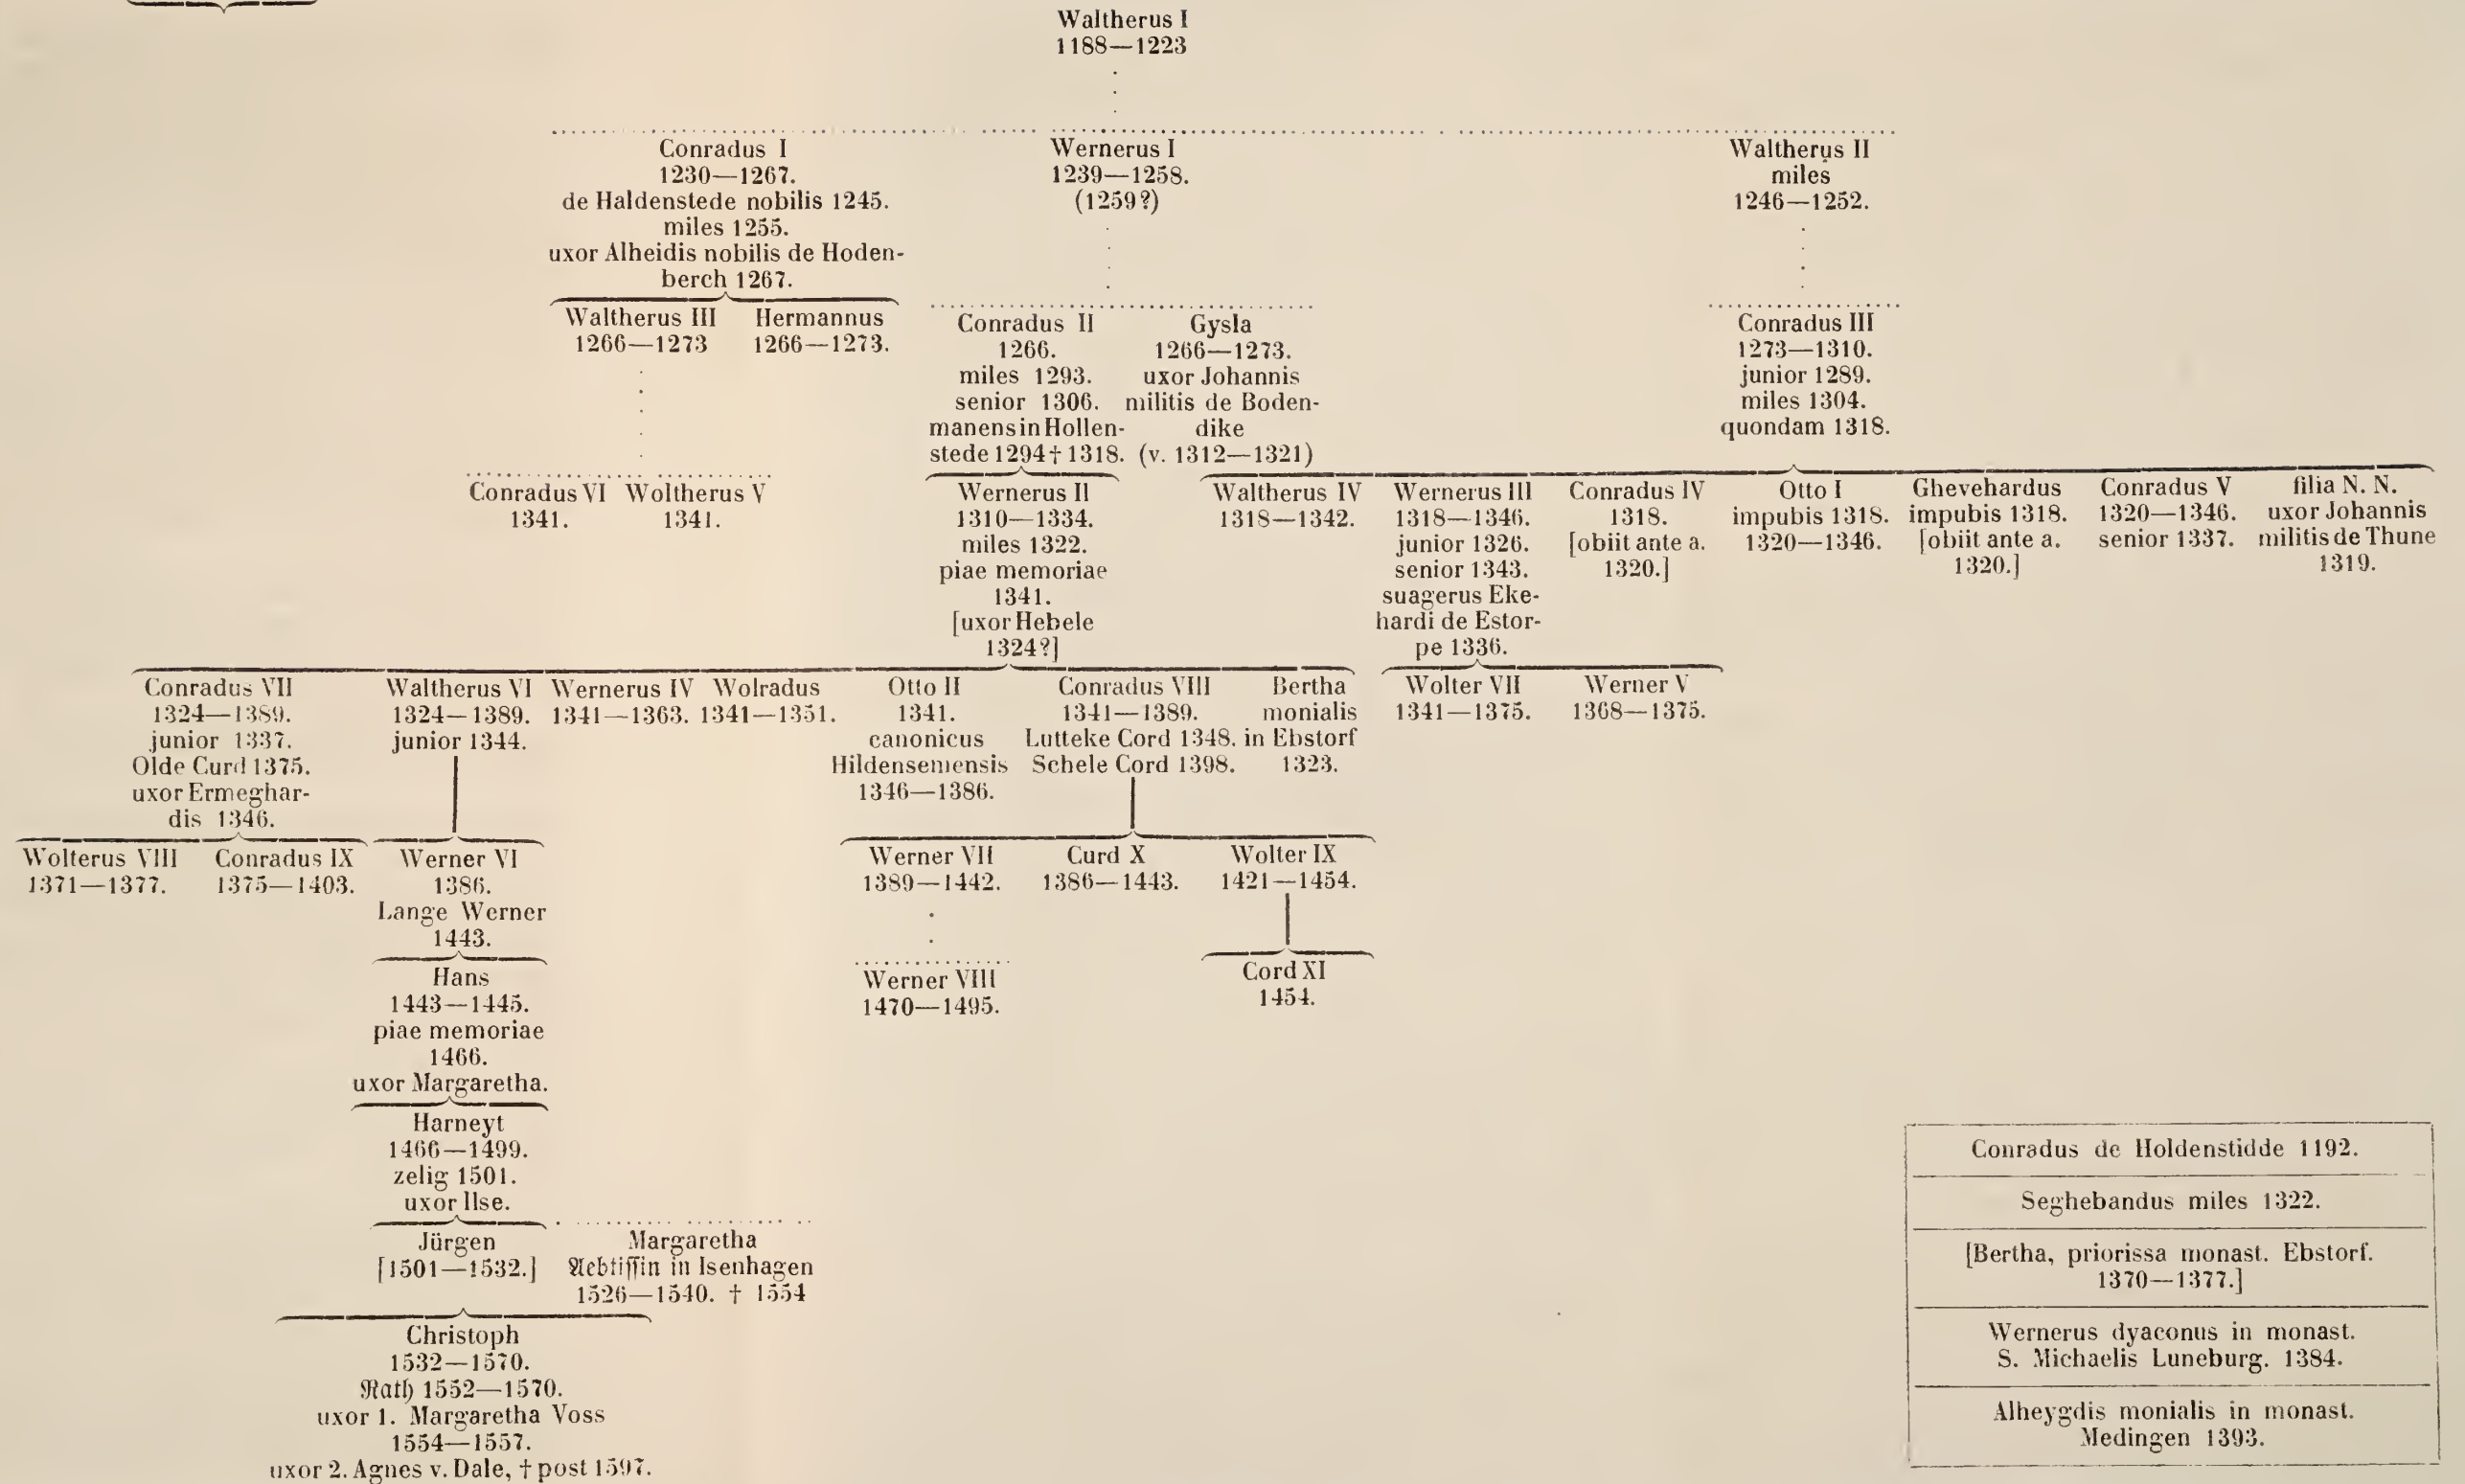 Waltherus I
1188—1223
Conradus I
1230—1267.
de Haldenstede nobilis 1245.
miles 1255.
uxor Alheidis nobilis de Hoden-
berch 1267.
Wernerus I
1239—1258.
(1259?)
Waltherus II
miles
1246—1252.
Waltherus III
1266—1273
Hermannus
1266—1273.
Conradus II
1266.
miles 1293.
senior 1306.
manens in Hollen-
stede 1294 † 1318.
Gysla
1266—1273.
uxor Johannis
militis de Boden-
dike
(v. 1312—1321)
Conradus III
1273—1310.
junior 1289.
miles 1304.
quondam 1318.
Conradus VI
1341.
Woltherus V
1341.
Wernerus II
1310—1334.
miles 1322.
piae memoriae
1341.
[uxor Hebele
1324?]
Waltherus IV
1318—1342.
Wernerus III
1318—1346.
junior 1326.
senior 1343.
suagerus Eke-
hardi de Estor-
pe 1336.
Conradus IV
1318.
[obiit ante a.
1320.]
Otto I
impubis 1318.
1320—1346.
Ghevehardus
impubis 1318.
[obiit ante a.
1320.]
Conradus V
1320—1346.
senior 1337.
filia N. N.
uxor Johannis
militis de Thune
1319.
Conradus VII
1324—1389.
junior 1337.
Olde Curd 1375.
uxor Ermeghar-
dis 1346.
Waltherus VI
1324—1389.
junior 1344.
Wernerus IV
1341—1363.
Wolradus
1341—1351.
Otto II
1341.
canonicus
Hildensemensis
1346—1386.
Conradus VIII
1341—1389.
Lutteke Cord 1348.
Schele Cord 1398.
Bertha
monialis
in Ebstorf
1323.
Wolter VII
1341—1375.
Werner V
1368—1375.
Wolterus VIII
1371—1377.
Conradus IX
1375—1403.
Werner VI
1386.
Lange Werner
1443.
Werner VII
1389—1442.
Curd X
1386—1443.
Wolter IX
1421—1454.
Hans
1443—1445.
piae memoriae
1466.
uxor Margaretha.
Werner VIII
1470—1495.
Cord XI
1454.
Harneyt
1466—1499.
zelig 1501.
uxor Ilse.
Jürgen
[1501—1532.]
Margaretha
Aebtissin in Isenhagen
1526—1540. † 1554
Christoph
1532—1570.
Rath 1552—1570.
uxor 1. Margaretha Voss
1554—1557.
uxor 2. Agnes v. Dale, † post 1597.
Conradus de Holdenstidde 1192.
Seghebandus miles 1322.
[Bertha, priorissa monast. Ebstorf.
1370—1377.]
Wernerus dyaconus in monast.
S. Michaelis Luneburg. 1384.
Alheygdis monialis in monast.
Medingen 1393.